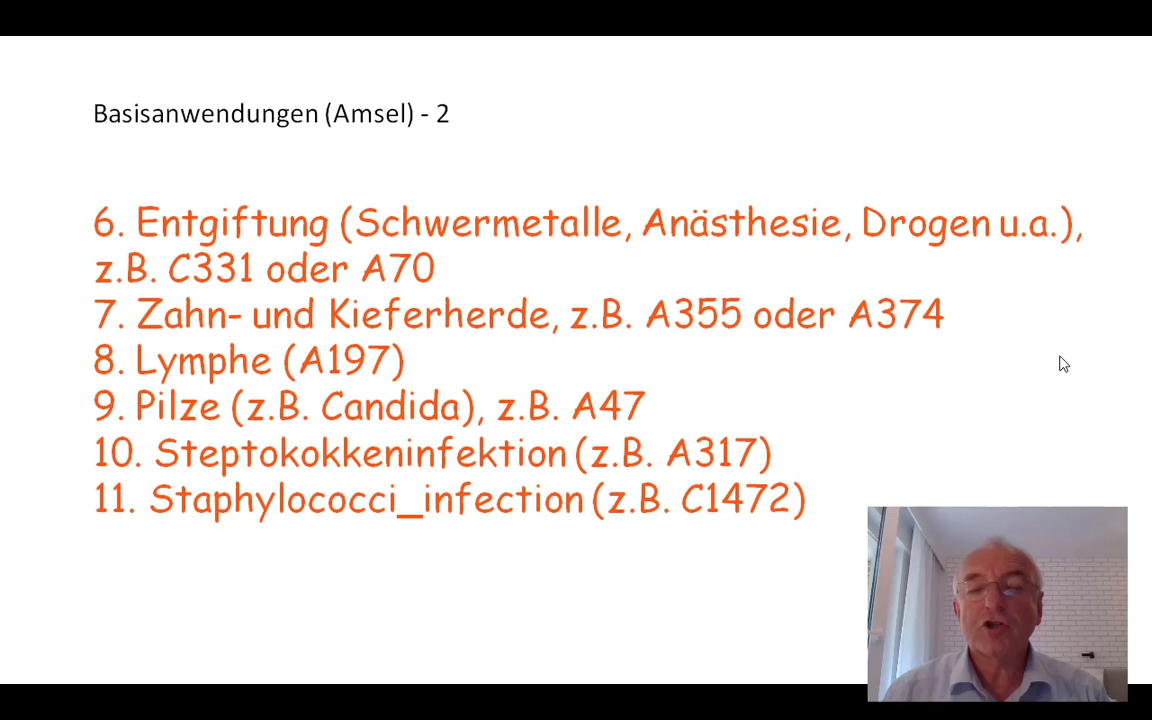 Basisanwendungen (Amsel) - 2
6. Entgiftung (Schwermetalle, Anästhesie, Drogen u.a.),
z.B. C331 oder A70
7. Zahn- und Kieferherde, z.B. A355 oder A374
8. Lymphe (A197)
9. Pilze (z.B. Candida), z.B. A47
10. Steptokokkeninfektion (z.B. A317)
11. Staphylococci_infection (z.B. C1472)